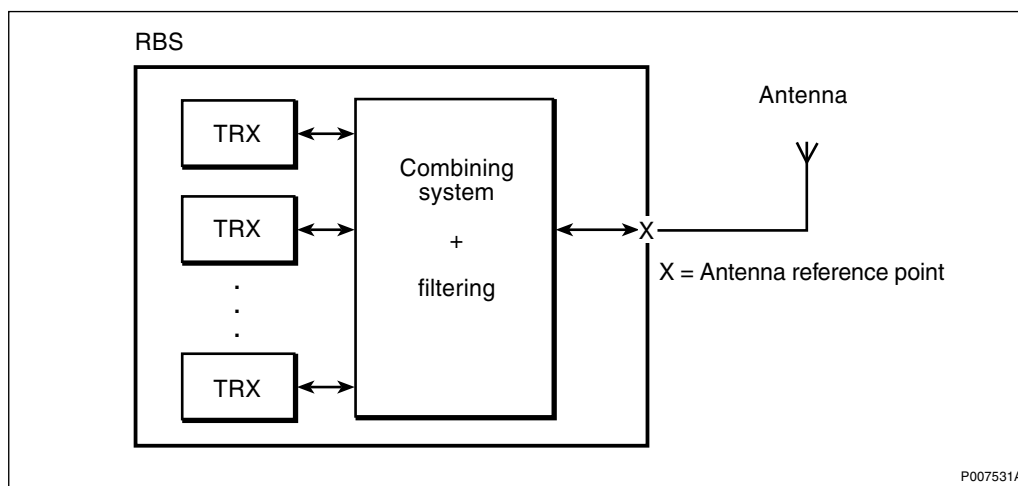 RBS
Antenna
TRX
Combining
system
+
filtering
TRX
X
X = Antenna reference point
.
.
.
TRX
P007531A